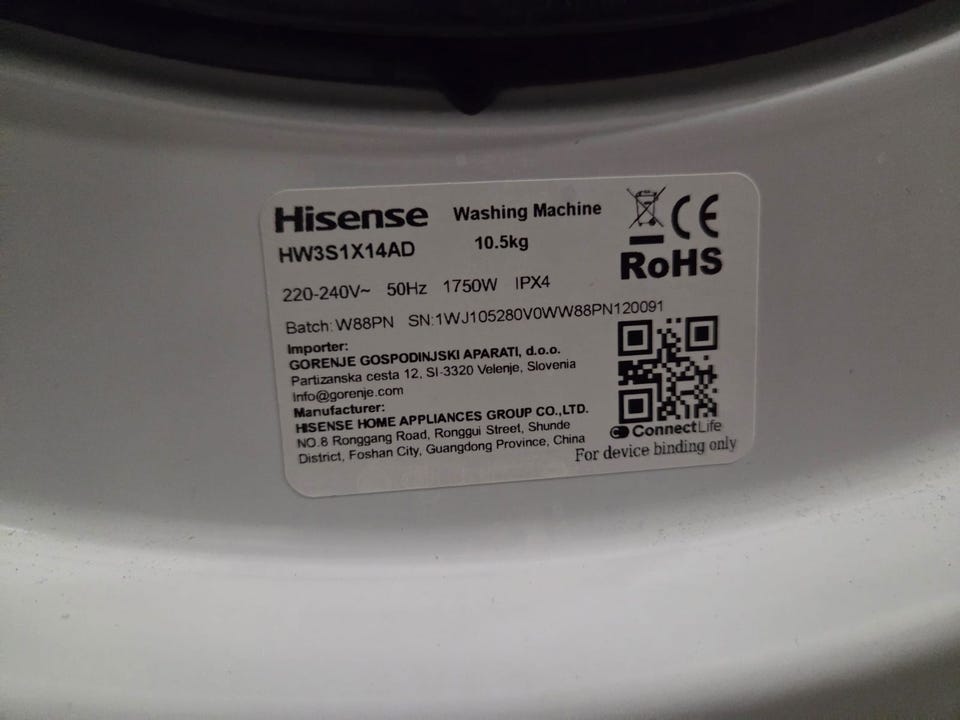 Hisense Washing Machine
HW3S1X14AD 10.5kg
RoHS
220-240V~ 50Hz 1750W IPX4
Batch: W88PN SN:1WJ105280V0WW88PN120091
Importer:
GORENJE GOSPODINJSKI APARATI, d.o.o.
Partizanska cesta 12, SI-3320 Velenje, Slovenia
Info@gorenje.com
Manufacturer:
HISENSE HOME APPLIANCES GROUP CO.,LTD.
NO.8 Ronggang Road, Ronggui Street, Shunde
District, Foshan City, Guangdong Province, China
ConnectLife
For device binding only